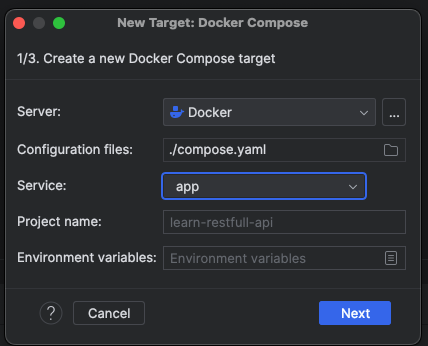 New Target: Docker Compose
1/3. Create a new Docker Compose target
Server: Docker ...
Configuration files: ./compose.yaml
Service: app
Project name: learn-restfull-api
Environment variables: Environment variables
? Cancel Next